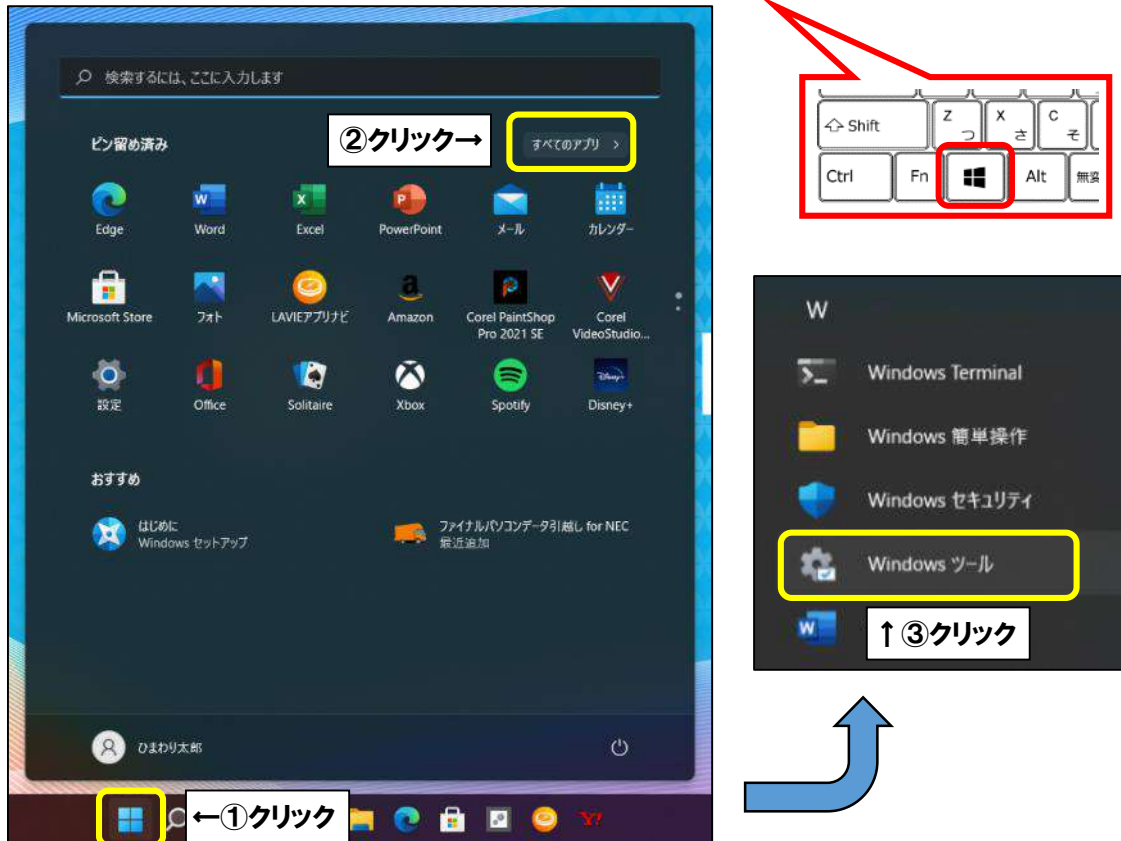 検索するには、ここに入力します
ピン留め済み
②クリック→
すべてのアプリ >
Edge
Word
Excel
PowerPoint
メール
カレンダー
Microsoft Store
フォト
LAVIEアプリナビ
Amazon
Corel PaintShop
Pro 2021 SE
Corel
VideoStudio...
設定
Office
Solitaire
Xbox
Spotify
Disney+
おすすめ
はじめに
Windows セットアップ
ファイナルパソコンデータ引越し for NEC
最近追加
ひまわり太郎
←①クリック
Shift
Z
つ
X
さ
C
そ
Ctrl
Fn
Alt
無変
W
Windows Terminal
Windows 簡単操作
Windows セキュリティ
Windows ツール
↑③クリック